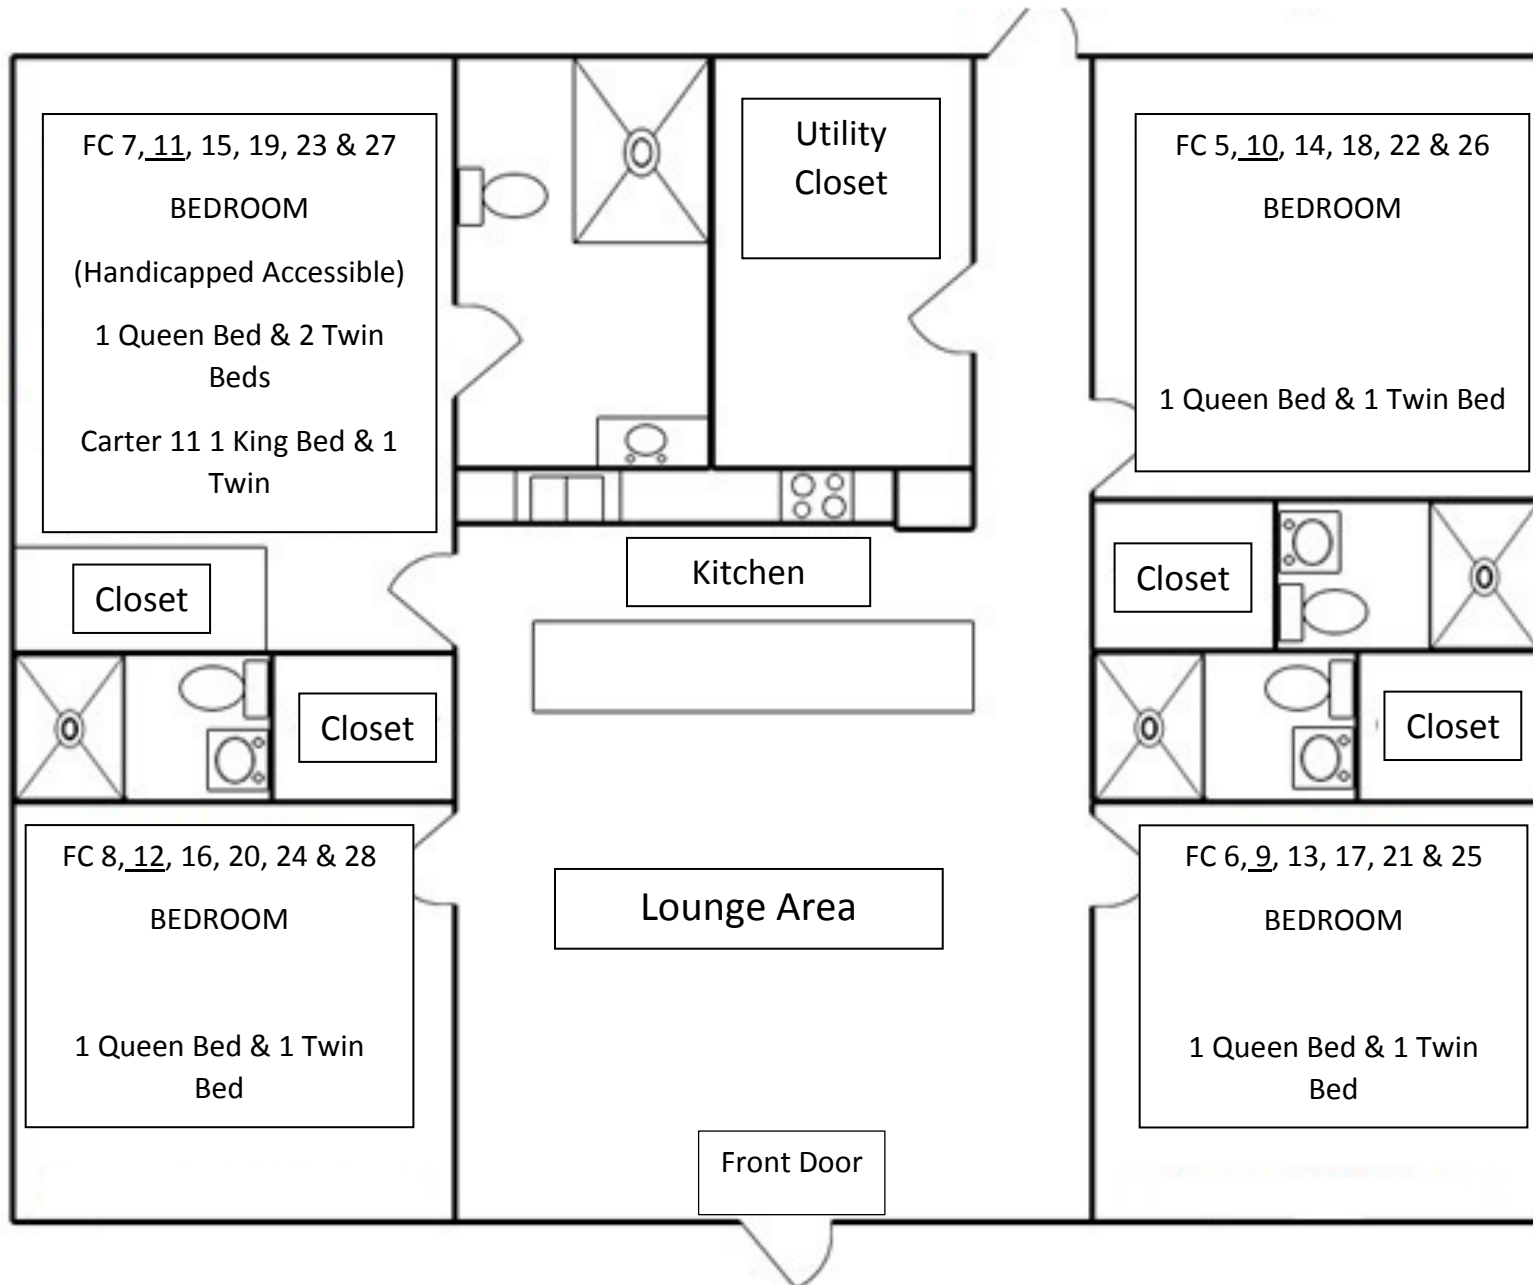 FC 7, 11, 15, 19, 23 & 27
BEDROOM
(Handicapped Accessible)
1 Queen Bed & 2 Twin
Beds
Carter 11 1 King Bed & 1
Twin
Utility
Closet
FC 5, 10, 14, 18, 22 & 26
BEDROOM
1 Queen Bed & 1 Twin Bed
Closet
Kitchen
Closet
Closet
Closet
FC 8, 12, 16, 20, 24 & 28
BEDROOM
1 Queen Bed & 1 Twin
Bed
Lounge Area
FC 6, 9, 13, 17, 21 & 25
BEDROOM
1 Queen Bed & 1 Twin
Bed
Front Door